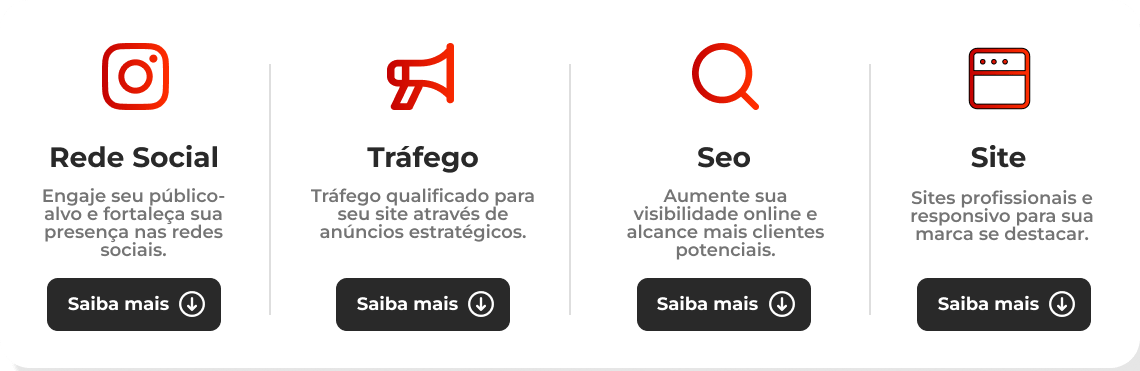 Rede Social
Engaje seu público-
alvo e fortaleça sua
presença nas redes
sociais.
Saiba mais
Tráfego
Tráfego qualificado para
seu site através de
anúncios estratégicos.
Saiba mais
Seo
Aumente sua
visibilidade online e
alcance mais clientes
potenciais.
Saiba mais
Site
Sites profissionais e
responsivo para sua
marca se destacar.
Saiba mais